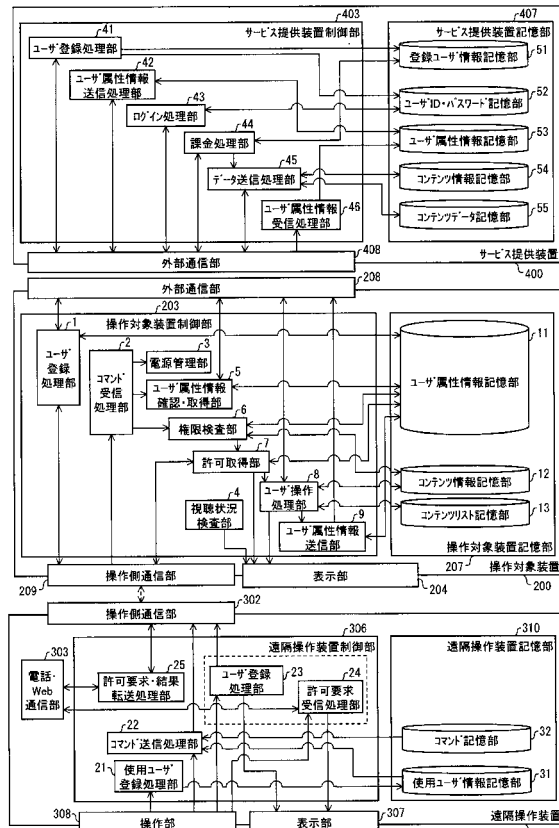 403
サービス提供装置制御部
41
ユーザ登録処理部
42
ユーザ属性情報
送信処理部
43
ログイン処理部
44
課金処理部
45
データ送信処理部
46
ユーザ属性情報
受信処理部
407
サービス提供装置記憶部
51
登録ユーザ情報記憶部
52
ユーザID・パスワード記憶部
53
ユーザ属性情報記憶部
54
コンテンツ情報記憶部
55
コンテンツデータ記憶部
外部通信部
408
サービス提供装置
400
外部通信部
208
203
操作対象装置制御部
1
ユーザ
登録
処理部
2
コマンド
受信
処理部
3
電源管理部
5
ユーザ属性情報
確認・取得部
6
権限検査部
7
許可取得部
8
ユーザ操作
処理部
4
視聴状況
検査部
9
ユーザ属性情報
送信部
11
ユーザ属性情報記憶部
12
コンテンツ情報記憶部
13
コンテンツリスト記憶部
操作対象装置記憶部
207
操作側通信部
209
表示部
204
操作対象装置
200
操作側通信部
302
303
電話・
Web
通信部
306
遠隔操作装置制御部
25
許可要求・結果
転送処理部
ユーザ登録
処理部
23
24
許可要求
受信処理部
22
コマンド送信処理部
21
使用ユーザ
登録処理部
310
遠隔操作装置記憶部
32
コマンド記憶部
31
使用ユーザ情報記憶部
308
操作部
表示部
307
遠隔操作装置